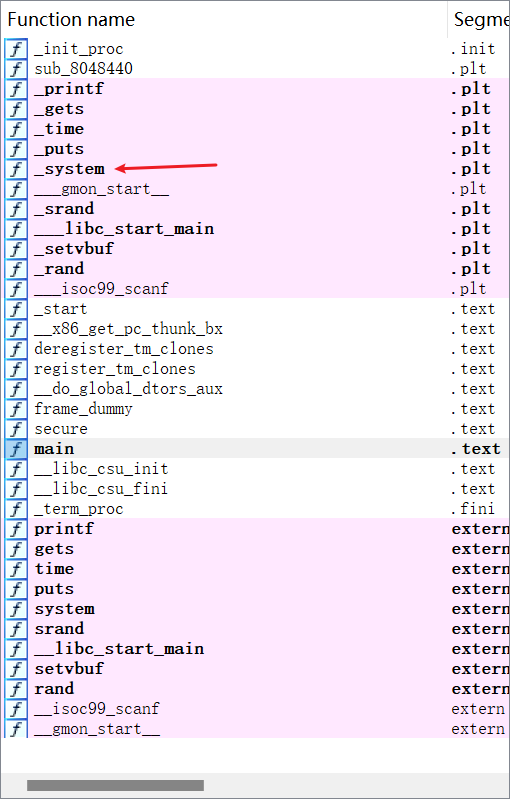 Function name Segme
f _init_proc .init
f sub_8048440 .plt
f _printf .plt
f _gets .plt
f _time .plt
f _puts .plt
f _system .plt
f ___gmon_start__ .plt
f _srand .plt
f ___libc_start_main .plt
f _setvbuf .plt
f _rand .plt
f ___isoc99_scanf .plt
f _start .text
f __x86_get_pc_thunk_bx .text
f deregister_tm_clones .text
f register_tm_clones .text
f __do_global_dtors_aux .text
f frame_dummy .text
f secure .text
f main .text
f __libc_csu_init .text
f __libc_csu_fini .text
f _term_proc .fini
f printf extern
f gets extern
f time extern
f puts extern
f system extern
f srand extern
f __libc_start_main extern
f setvbuf extern
f rand extern
f __isoc99_scanf extern
f __gmon_start__ extern